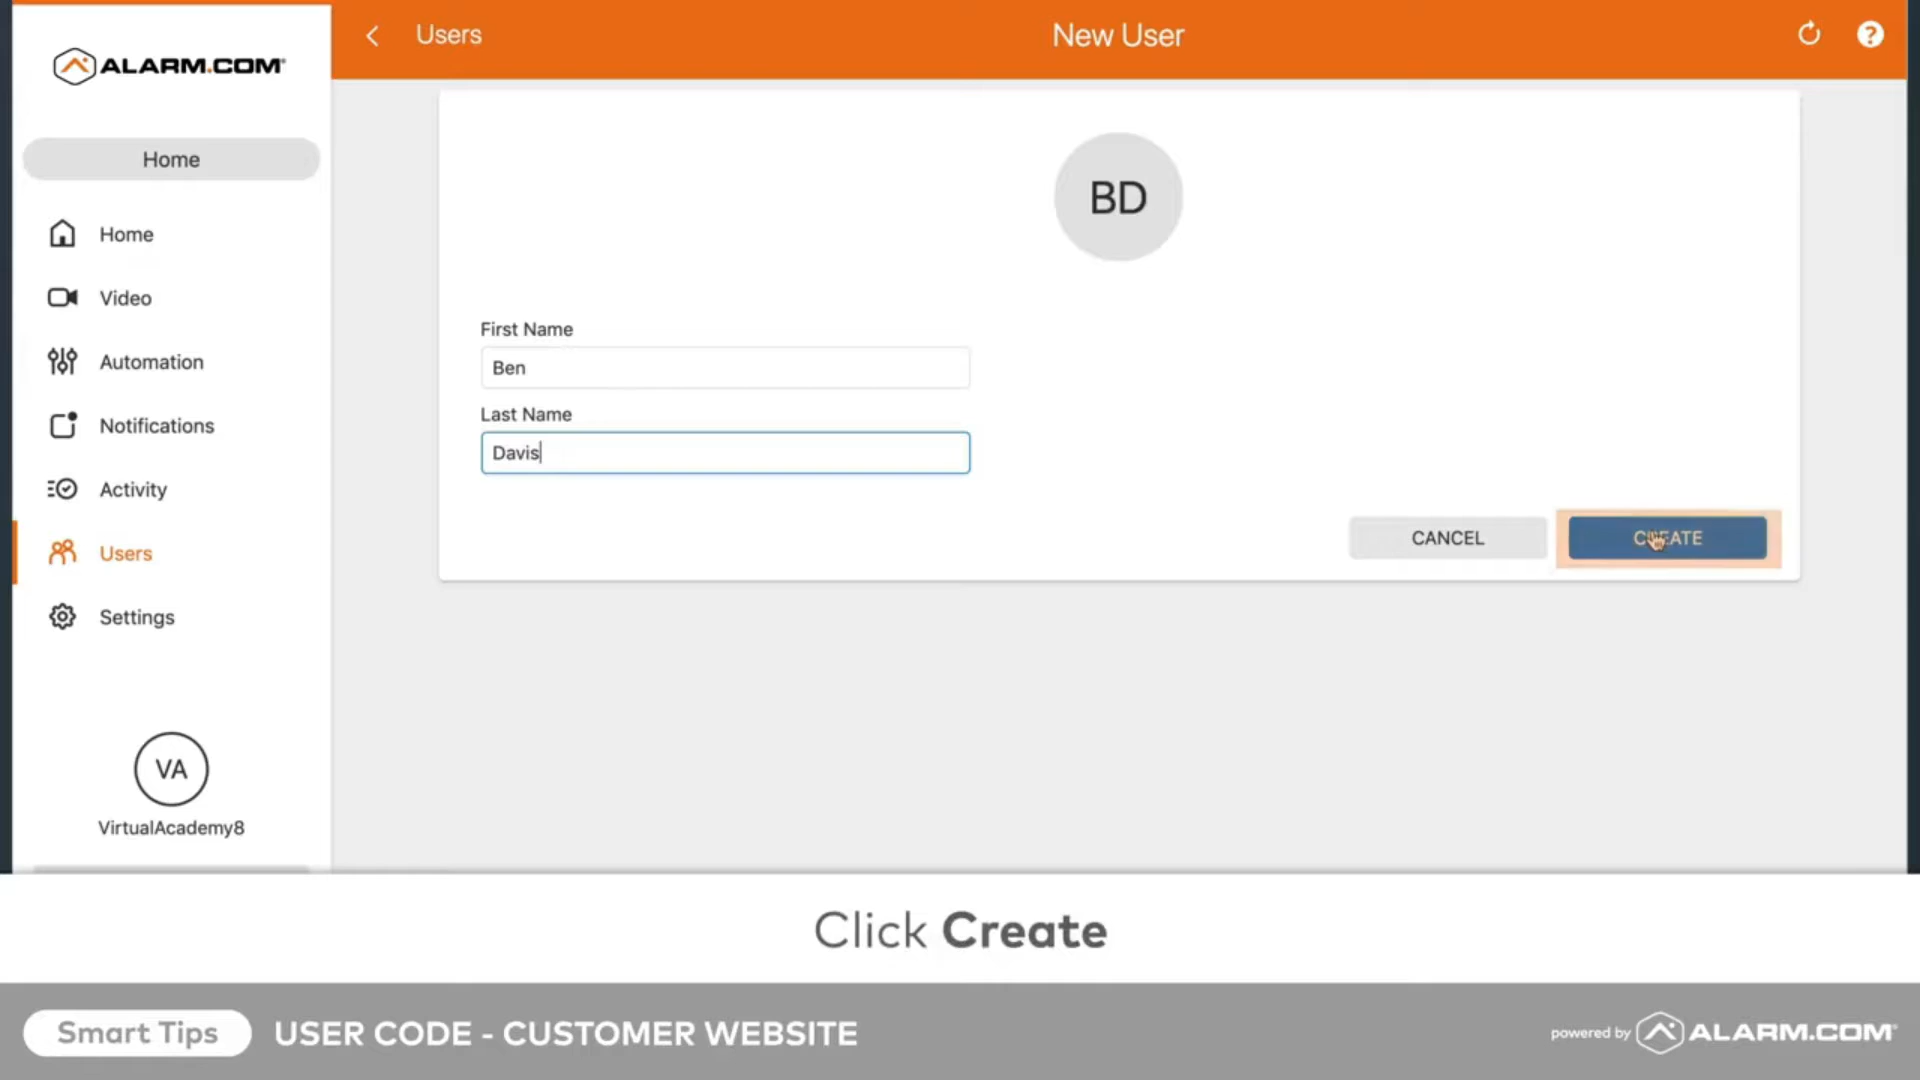 ALARM.COM®
Home
Home
Video
Automation
Notifications
Activity
Users
Settings
VA
VirtualAcademy8
Users
New User
?
BD
First Name
Ben
Last Name
Davis
CANCEL
CREATE
Click Create
Smart Tips
USER CODE - CUSTOMER WEBSITE
powered by ALARM.COM®